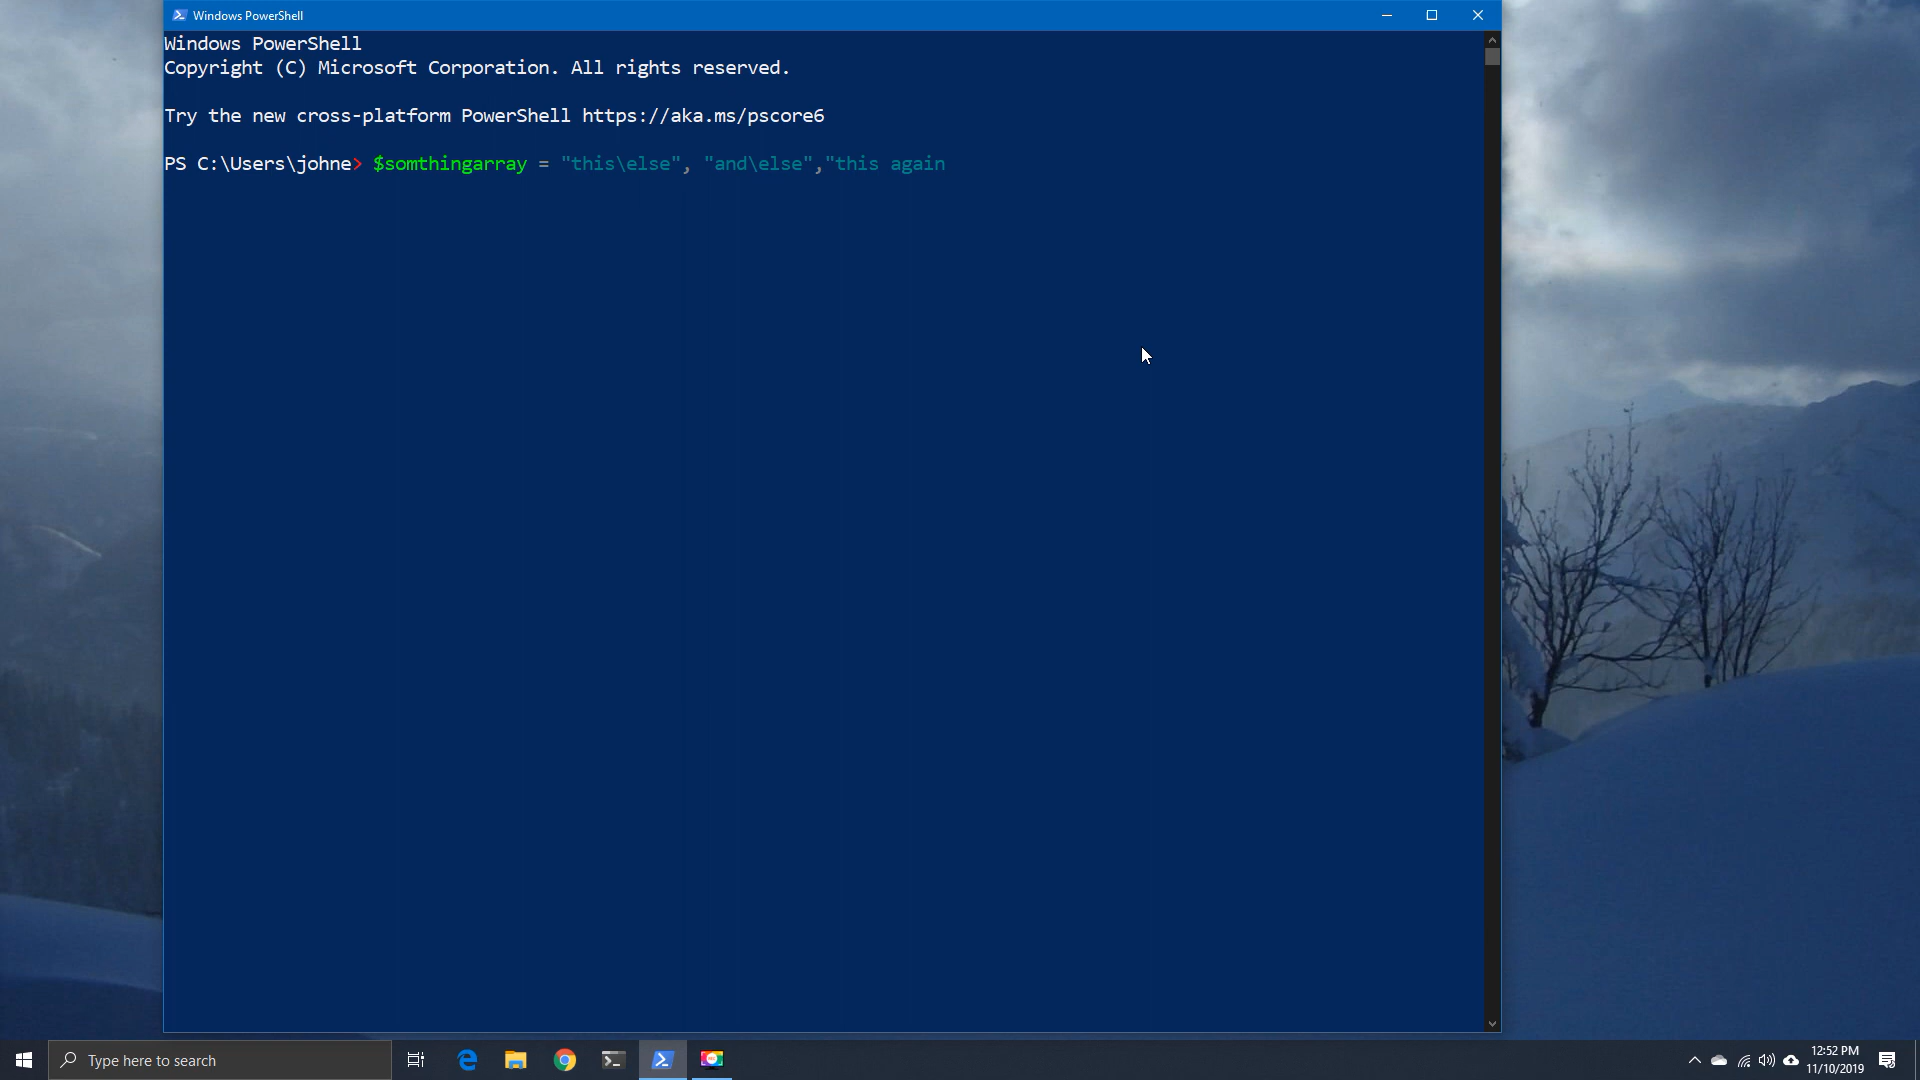 Windows PowerShell
Windows PowerShell
Copyright (C) Microsoft Corporation. All rights reserved.
Try the new cross-platform PowerShell https://aka.ms/pscore6
PS C:\Users\johne> $somthingarray = "this\else", "and\else","this again
Type here to search
12:52 PM
11/10/2019